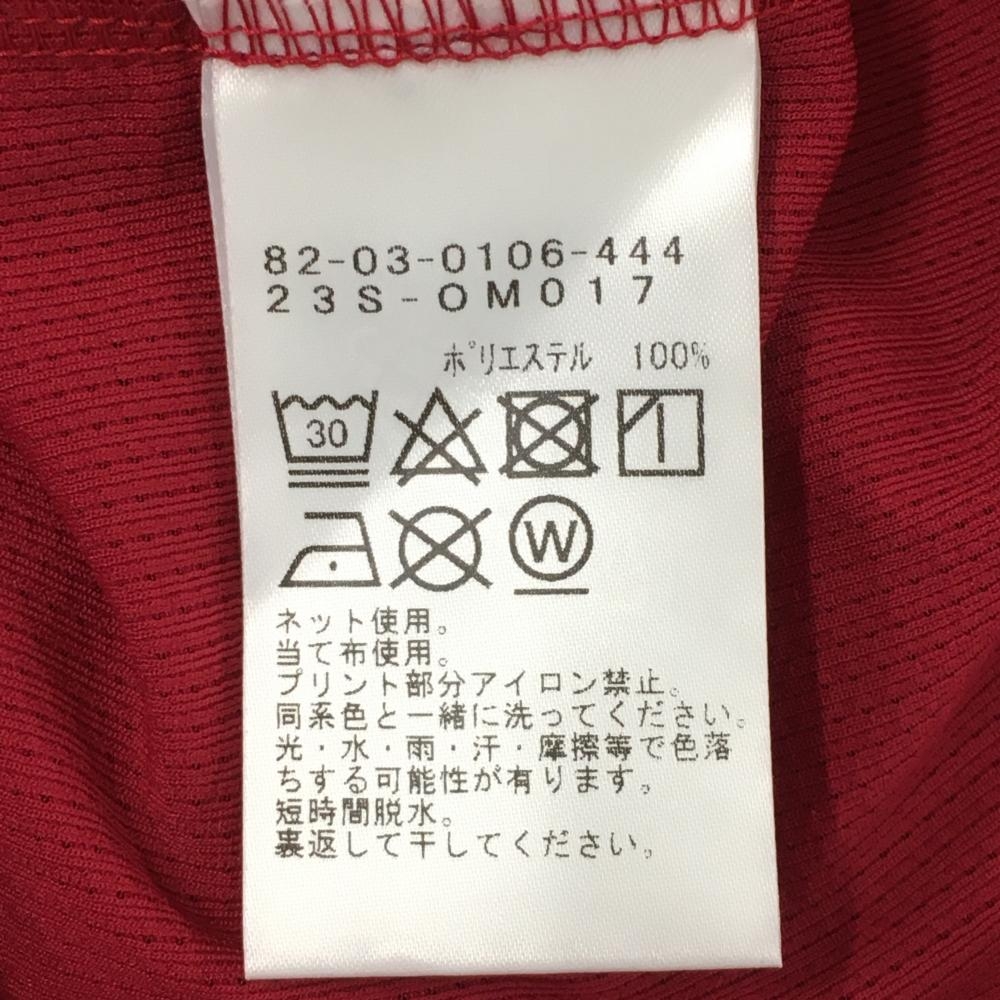 82-03-0106-444
23S-OM017
ポリエステル 100%
30
W
ネット使用。
当て布使用。
プリント部分アイロン禁止。
同系色と一緒に洗ってください。
光・水・雨・汗・摩擦等で色落
ちする可能性が有ります。
短時間脱水。
裏返して干してください。